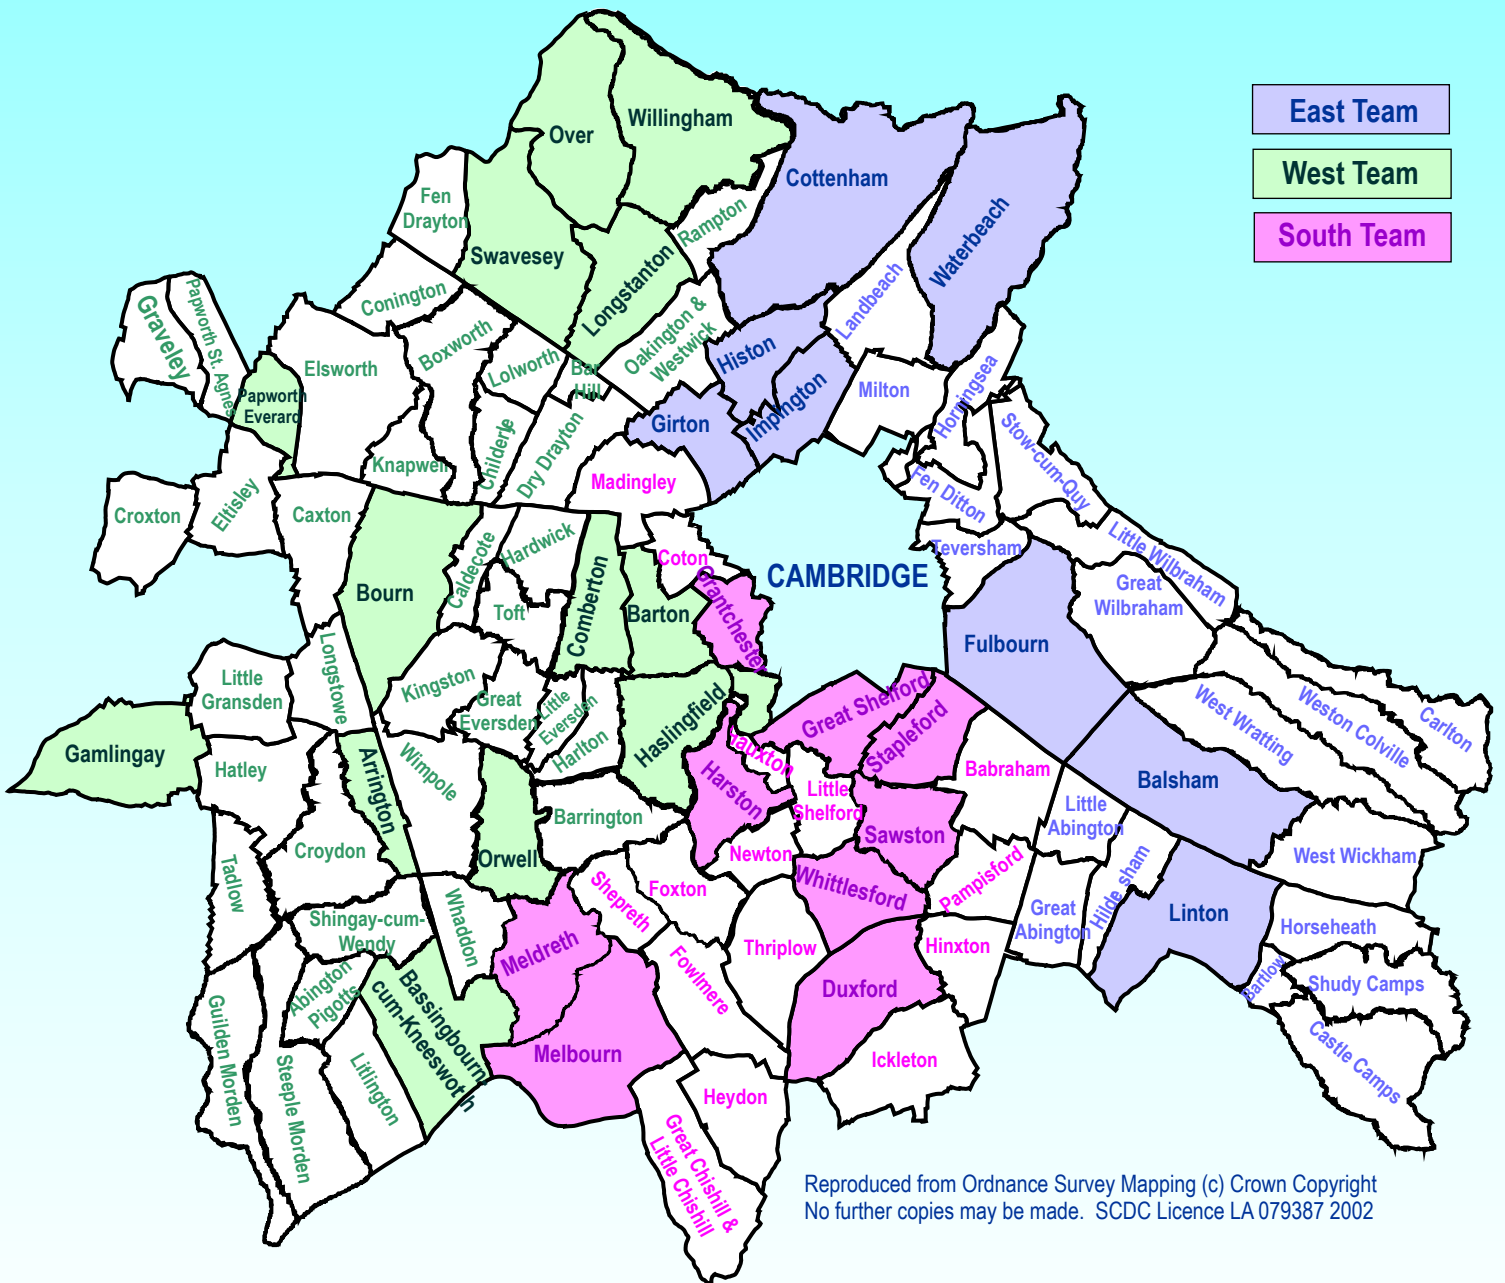 East Team
West Team
South Team
Over
Willingham
Cottenham
Waterbeach
Fen
Drayton
Swavesey
Rampton
Longstanton
Landbeach
Conington
Graveley
Papworth St. Agnes
Papworth
Everard
Elsworth
Boxworth
Lolworth
Bar
Hill
Oakington &
Westwick
Histon
Impington
Girton
Milton
Horningsea
Stow-cum-Quy
Fen Ditton
Knapwell
Childerle
Dry Drayton
Madingley
Croxton
Eltisley
Caxton
Bourn
Caldecote
Hardwick
Toft
Comberton
Barton
Coton
Grantchester
CAMBRIDGE
Teversham
Little Wilbraham
Great
Wilbraham
Fulbourn
Little
Gransden
Longstowe
Kingston
Great
Eversden
Little
Eversden
Harlton
Haslingfield
Great Shelford
Stapleford
West Wratting
Weston Colville
Carlton
Gamlingay
Hatley
Arrington
Wimpole
Hauxton
Harston
Little
Shelford
Babraham
Balsham
Barrington
Orwell
Croydon
Tadlow
Newton
Sawston
Little
Abington
West Wickham
Shepreth
Foxton
Whittlesford
Pampisford
Great
Abington
Hilde sham
Linton
Horseheath
Shingay-cum-
Wendy
Whaddon
Meldreth
Fowlmere
Thriplow
Hinxton
Duxford
Bartlow
Shudy Camps
Castle Camps
Guilden Morden
Abington
Pigotts
Bassingbourn
cum-Kneeswoth
Steeple Morden
Litlington
Melbourn
Ickleton
Heydon
Great Chishill &
Little Chishill
Reproduced from Ordnance Survey Mapping (c) Crown Copyright
No further copies may be made.  SCDC Licence LA 079387 2002